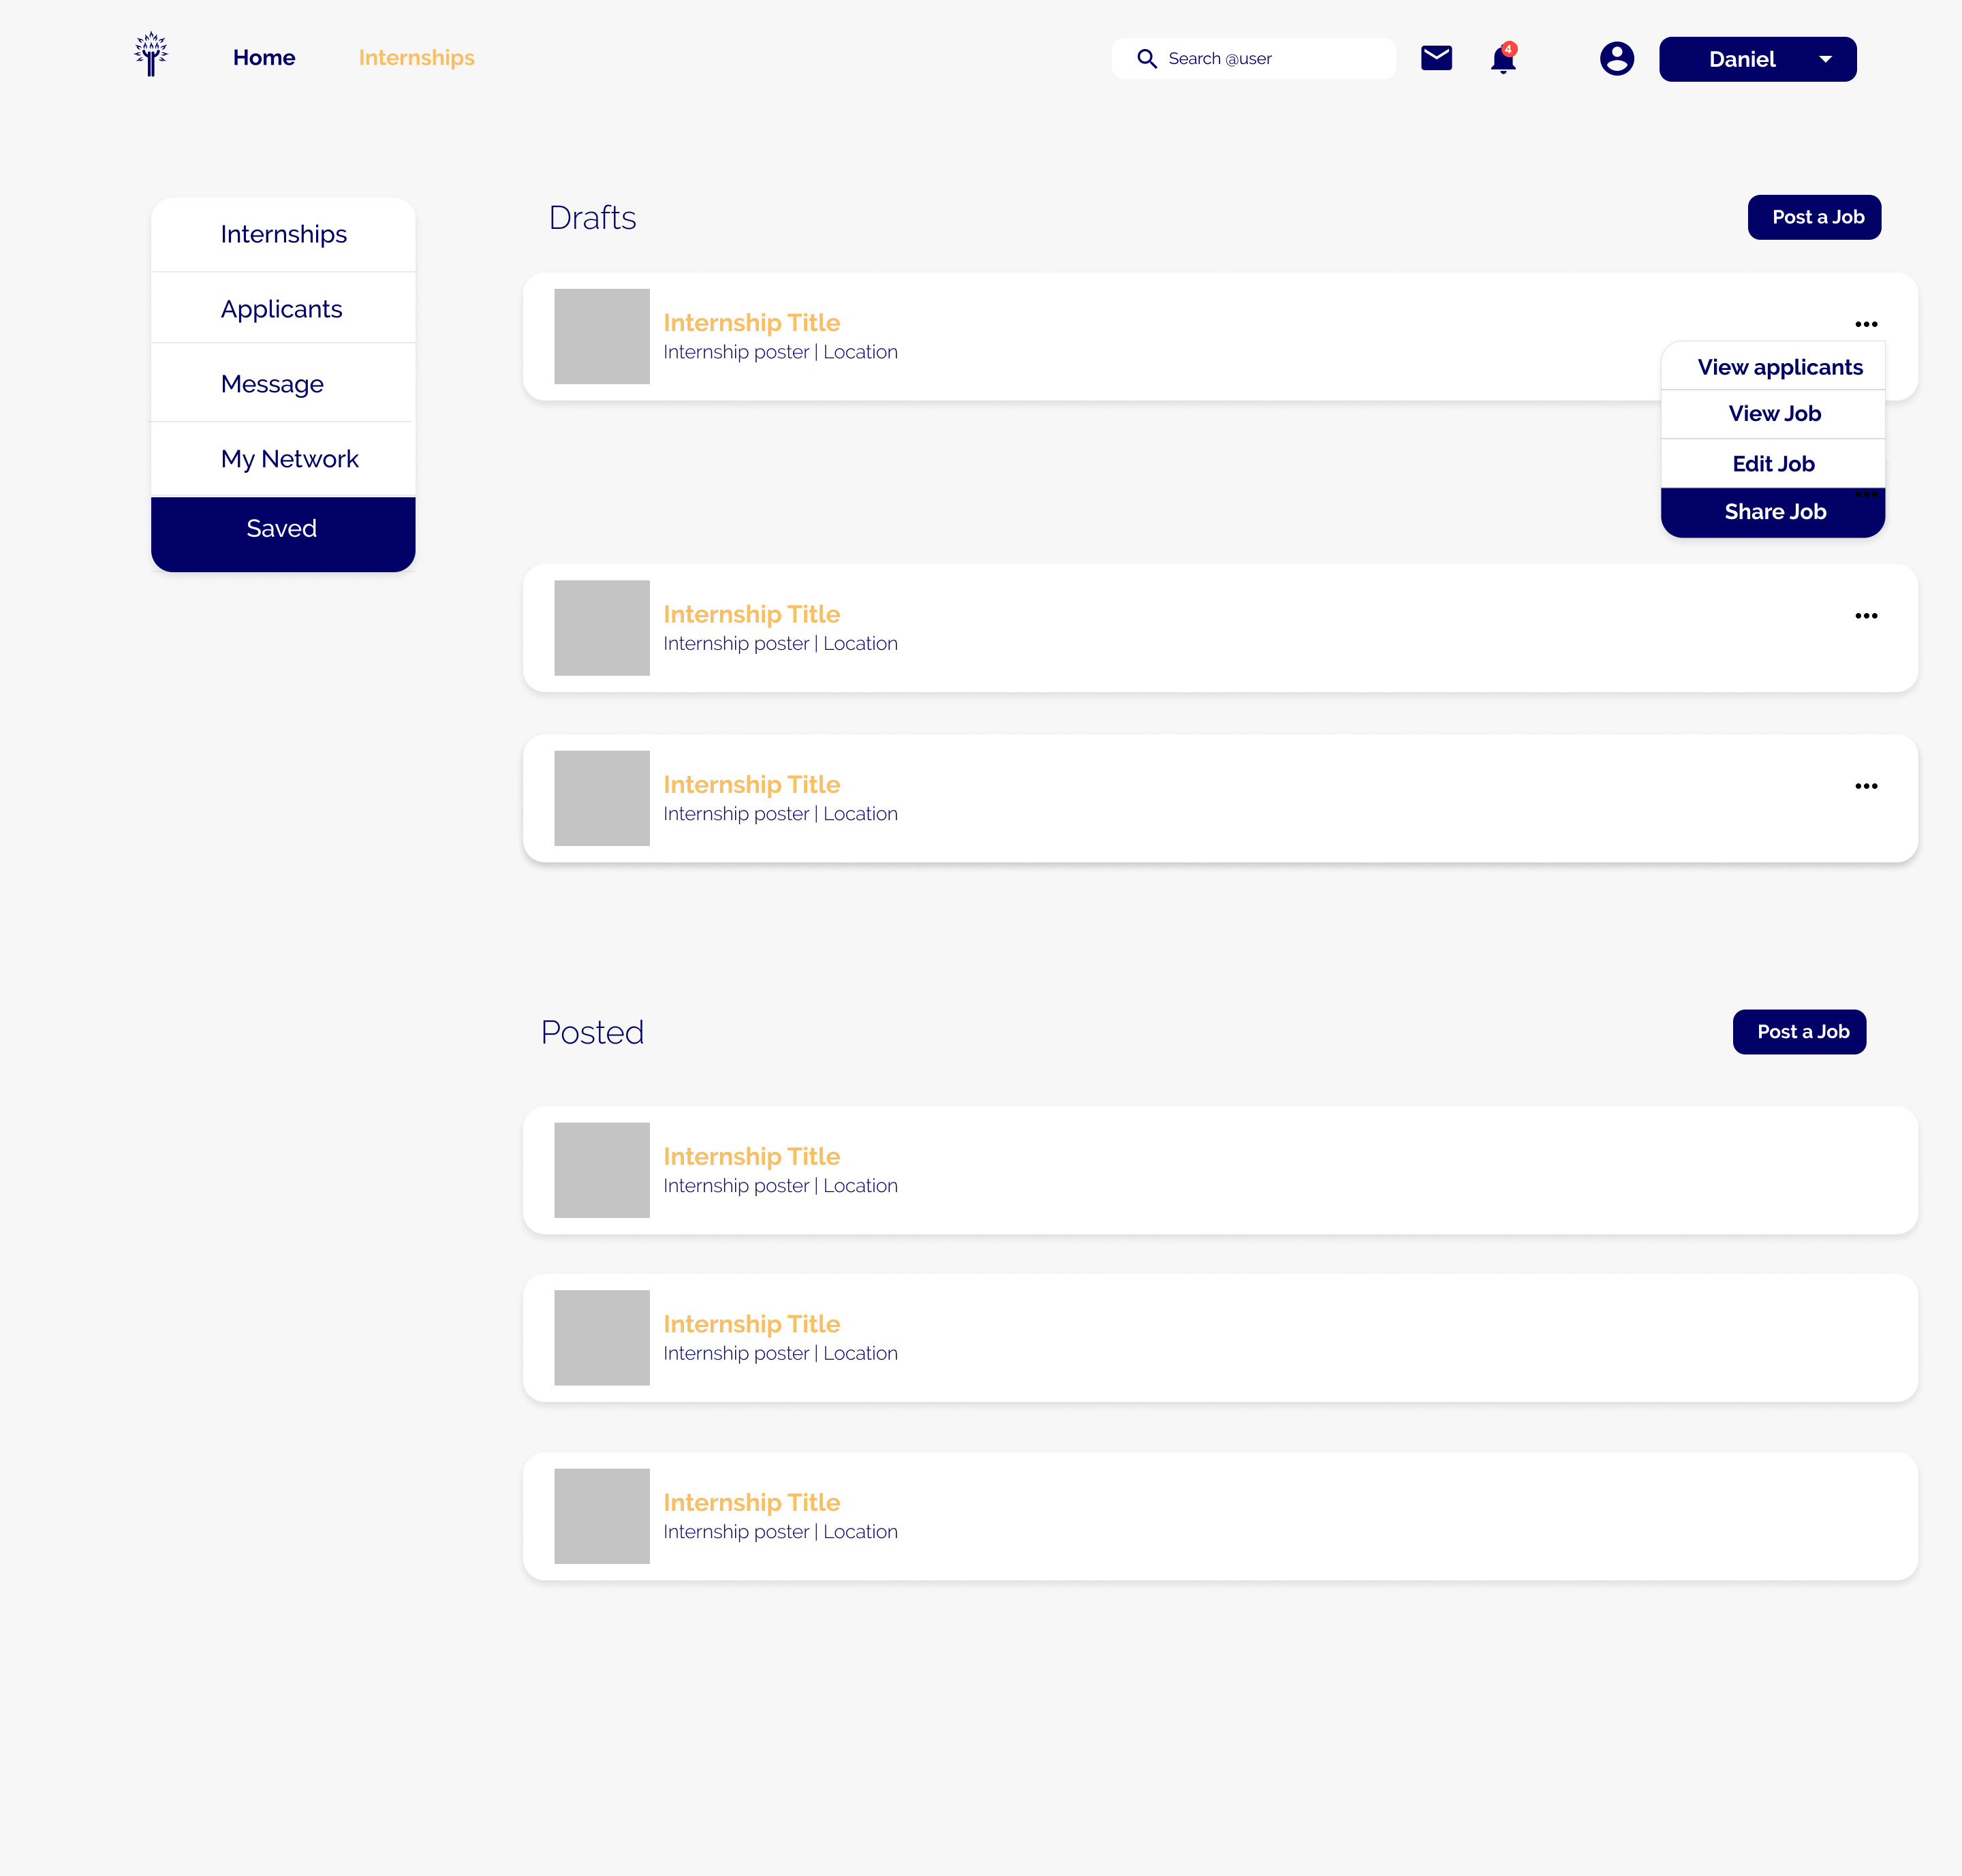 Home
Internships
Search @user
4
Daniel
Internships
Applicants
Message
My Network
Saved
Drafts
Post a Job
Internship Title
Internship poster | Location
View applicants
View Job
Edit Job
Share Job
Internship Title
Internship poster | Location
Internship Title
Internship poster | Location
Posted
Post a Job
Internship Title
Internship poster | Location
Internship Title
Internship poster | Location
Internship Title
Internship poster | Location